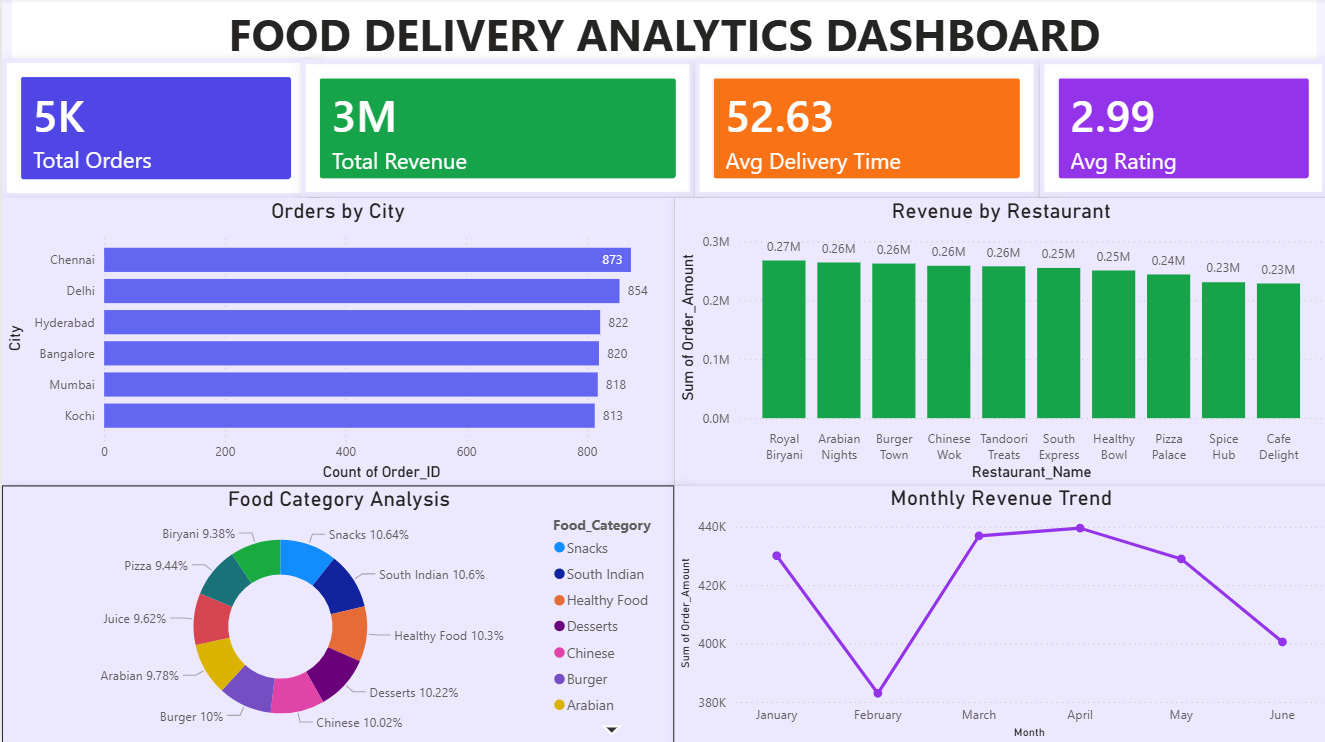 FOOD DELIVERY ANALYTICS DASHBOARD
5K
Total Orders
3M
Total Revenue
52.63
Avg Delivery Time
2.99
Avg Rating
Orders by City
City
Chennai
873
Delhi
854
Hyderabad
822
Bangalore
820
Mumbai
818
Kochi
813
0
200
400
600
800
Count of Order_ID
Revenue by Restaurant
Sum of Order_Amount
0.3M
0.2M
0.1M
0.0M
0.27M
0.26M
0.26M
0.26M
0.26M
0.25M
0.25M
0.24M
0.23M
0.23M
Royal
Biryani
Arabian
Nights
Burger
Town
Chinese
Wok
Tandoori
Treats
South
Express
Healthy
Bowl
Pizza
Palace
Spice
Hub
Cafe
Delight
Restaurant_Name
Food Category Analysis
Snacks 10.64%
South Indian 10.6%
Healthy Food 10.3%
Desserts 10.22%
Chinese 10.02%
Burger 10%
Arabian 9.78%
Juice 9.62%
Pizza 9.44%
Biryani 9.38%
Food_Category
Snacks
South Indian
Healthy Food
Desserts
Chinese
Burger
Arabian
Monthly Revenue Trend
Sum of Order_Amount
440K
420K
400K
380K
January
February
March
April
May
June
Month